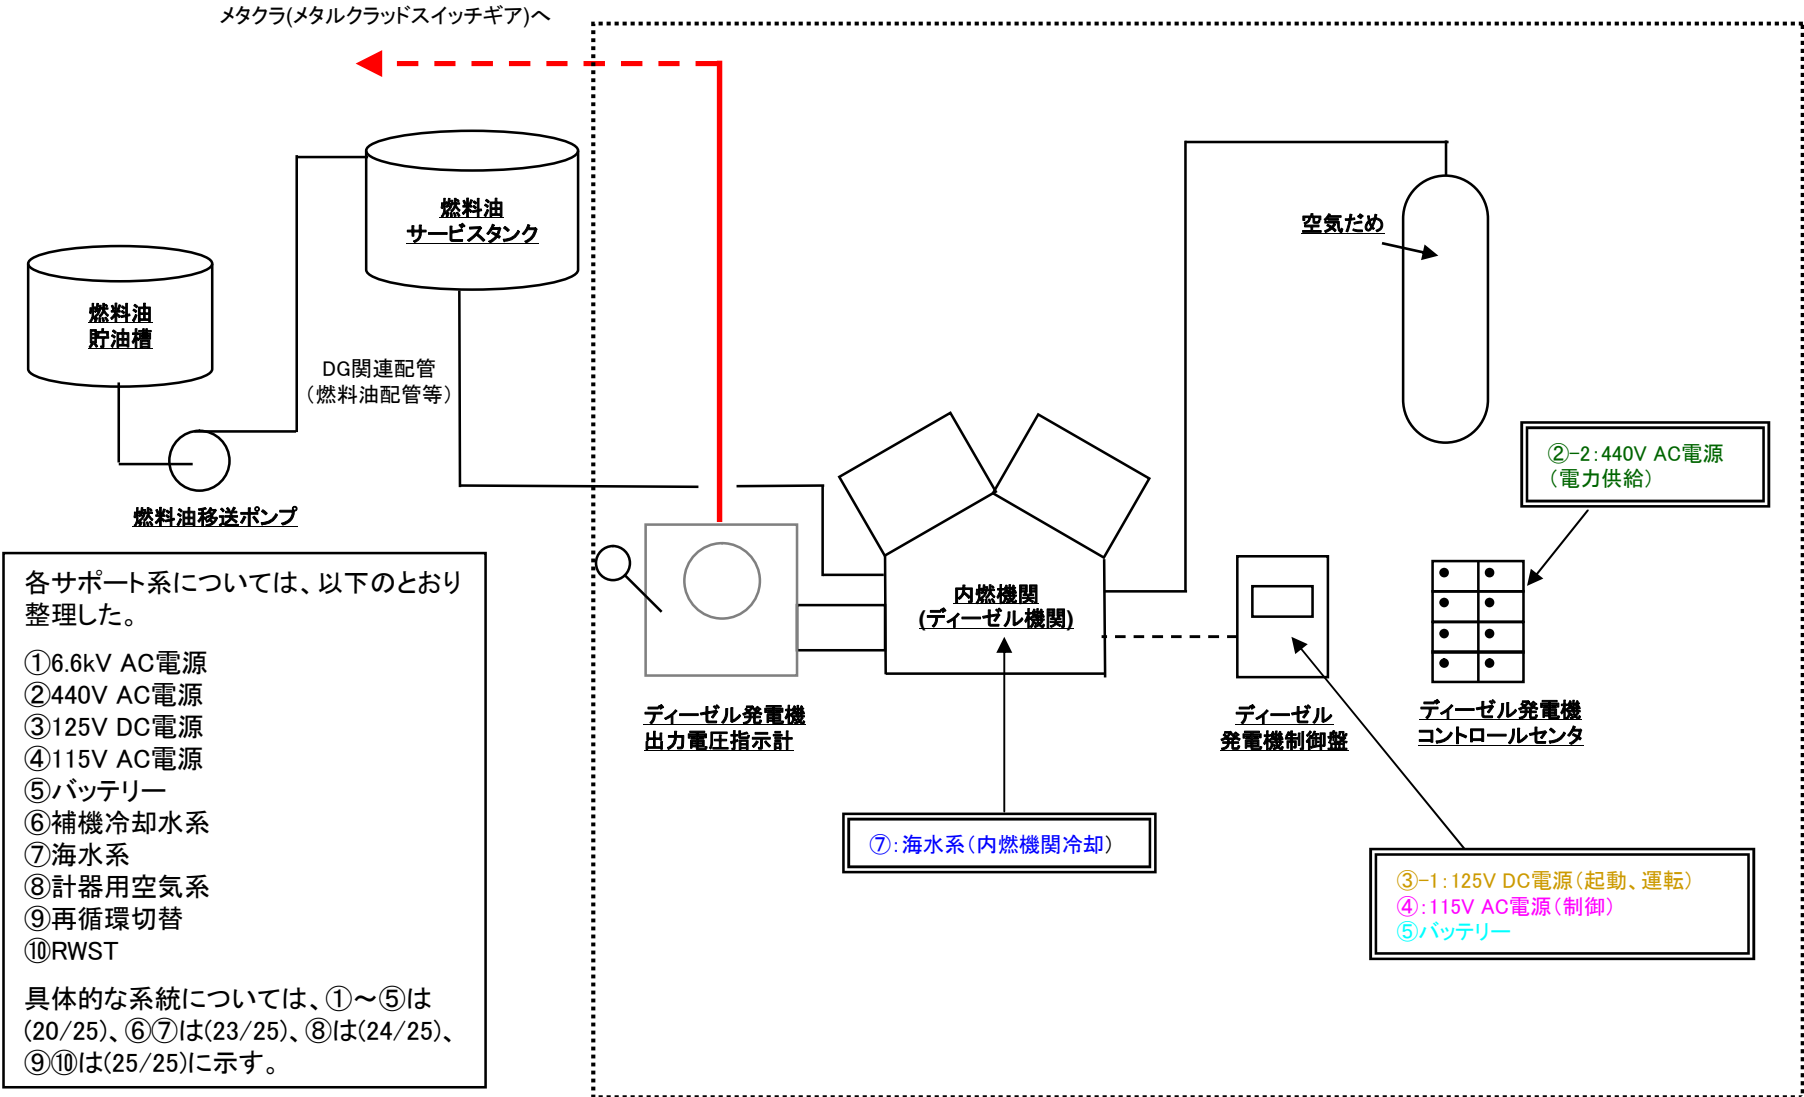 メタクラ(メタルクラッドスイッチギア)へ
燃料油
サービスタンク
空気だめ
燃料油
貯油槽
DG関連配管
(燃料油配管等)
燃料油移送ポンプ
②-2:440V AC電源
(電力供給)
内燃機関
(ディーゼル機関)
ディーゼル発電機
出力電圧指示計
ディーゼル
発電機制御盤
ディーゼル発電機
コントロールセンタ
⑦:海水系(内燃機関冷却)
③-1:125V DC電源(起動、運転)
④:115V AC電源(制御)
⑤バッテリー
各サポート系については、以下のとおり
整理した。
①6.6kV AC電源
②440V AC電源
③125V DC電源
④115V AC電源
⑤バッテリー
⑥補機冷却水系
⑦海水系
⑧計器用空気系
⑨再循環切替
⑩RWST
具体的な系統については、①～⑤は
(20/25)、⑥⑦は(23/25)、⑧は(24/25)、
⑨⑩は(25/25)に示す。